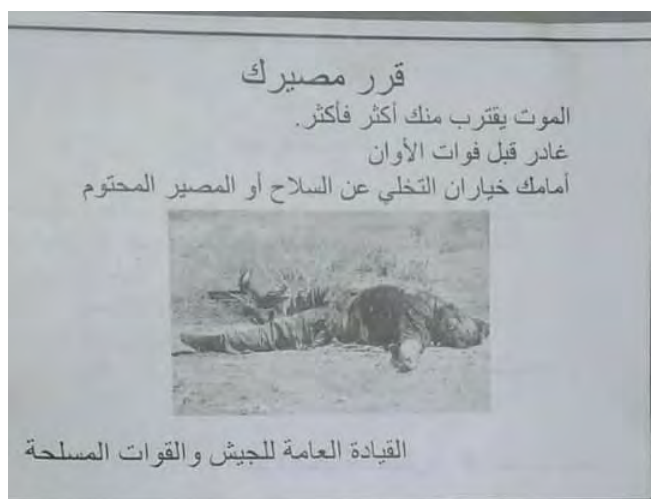 قرر مصيرك
الموت يقترب منك أكثر فأكثر.
غادر قبل فوات الأوان
أمامك خياران التخلي عن السلاح أو المصير المحتوم
القيادة العامة للجيش والقوات المسلحة